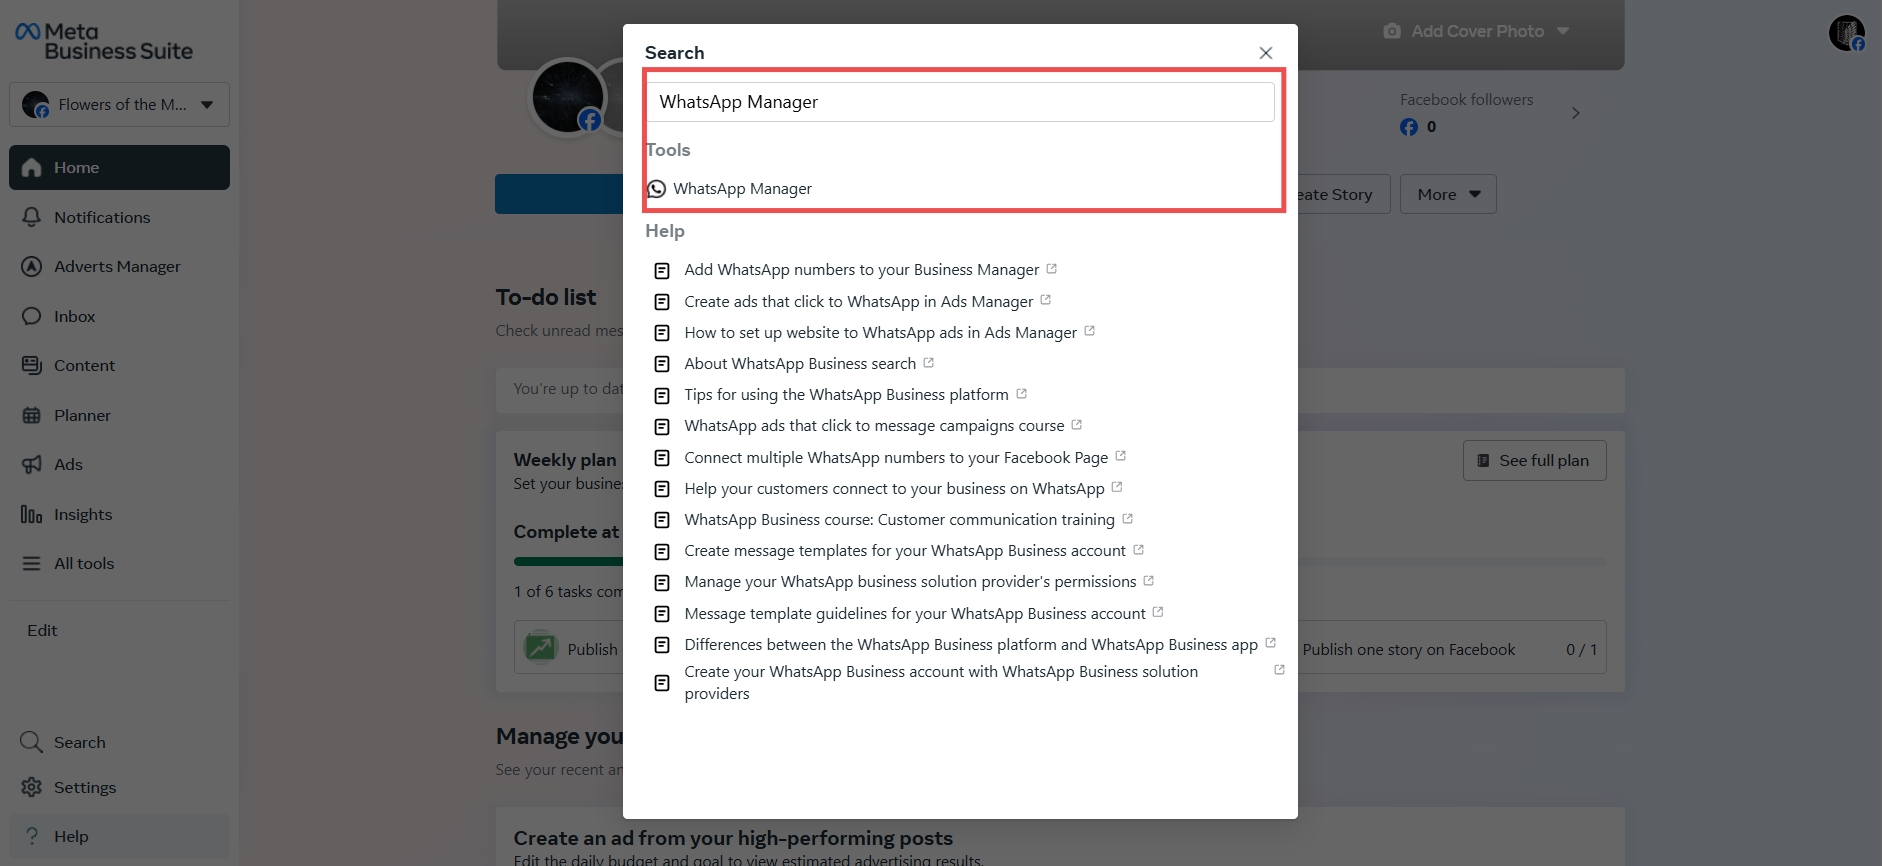 Meta
Business Suite
Flowers of the M...
Home
Notifications
Adverts Manager
Inbox
Content
Planner
Ads
Insights
All tools
Edit
Search
Settings
Help
Add Cover Photo
Facebook followers
0
eate Story
More
To-do list
Check unread mes
You're up to dat
Weekly plan
See full plan
Set your busines
Complete at
1 of 6 tasks com
Publish
Publish one story on Facebook
0 / 1
Manage you
See your recent an
Create an ad from your high-performing posts
Edit the daily budget and goal to view estimated advertising results.
Search
WhatsApp Manager
Tools
WhatsApp Manager
Help
Add WhatsApp numbers to your Business Manager
Create ads that click to WhatsApp in Ads Manager
How to set up website to WhatsApp ads in Ads Manager
About WhatsApp Business search
Tips for using the WhatsApp Business platform
WhatsApp ads that click to message campaigns course
Connect multiple WhatsApp numbers to your Facebook Page
Help your customers connect to your business on WhatsApp
WhatsApp Business course: Customer communication training
Create message templates for your WhatsApp Business account
Manage your WhatsApp business solution provider's permissions
Message template guidelines for your WhatsApp Business account
Differences between the WhatsApp Business platform and WhatsApp Business app
Create your WhatsApp Business account with WhatsApp Business solution
providers